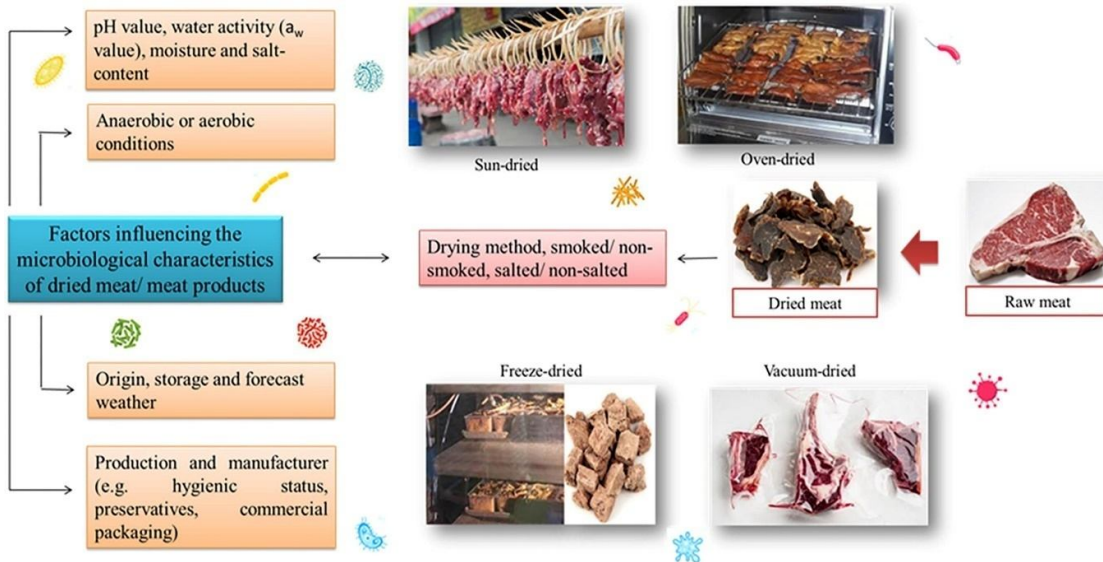 pH value, water activity (aw
value), moisture and salt-
content
Anaerobic or aerobic
conditions
Sun-dried
Oven-dried
Factors influencing the
microbiological characteristics
of dried meat/ meat products
Drying method, smoked/ non-
smoked, salted/ non-salted
Dried meat
Raw meat
Origin, storage and forecast
weather
Freeze-dried
Vacuum-dried
Production and manufacturer
(e.g. hygienic status,
preservatives, commercial
packaging)